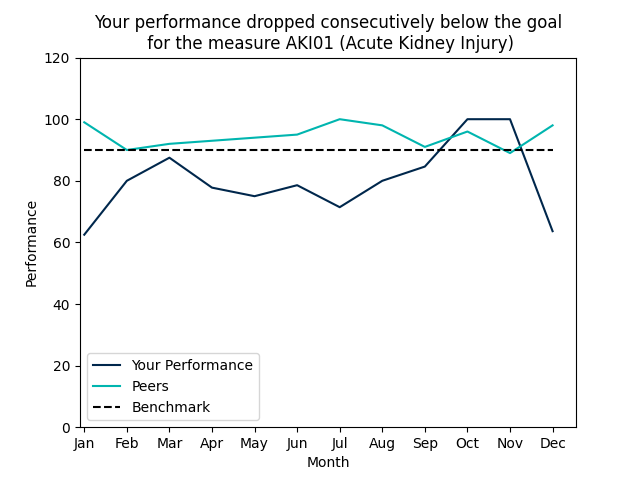 Your performance dropped consecutively below the goal
for the measure AKI01 (Acute Kidney Injury)
120
100
80
60
40
20
0
Performance
Your Performance
Peers
Benchmark
Jan Feb Mar Apr May Jun Jul Aug Sep Oct Nov Dec
Month